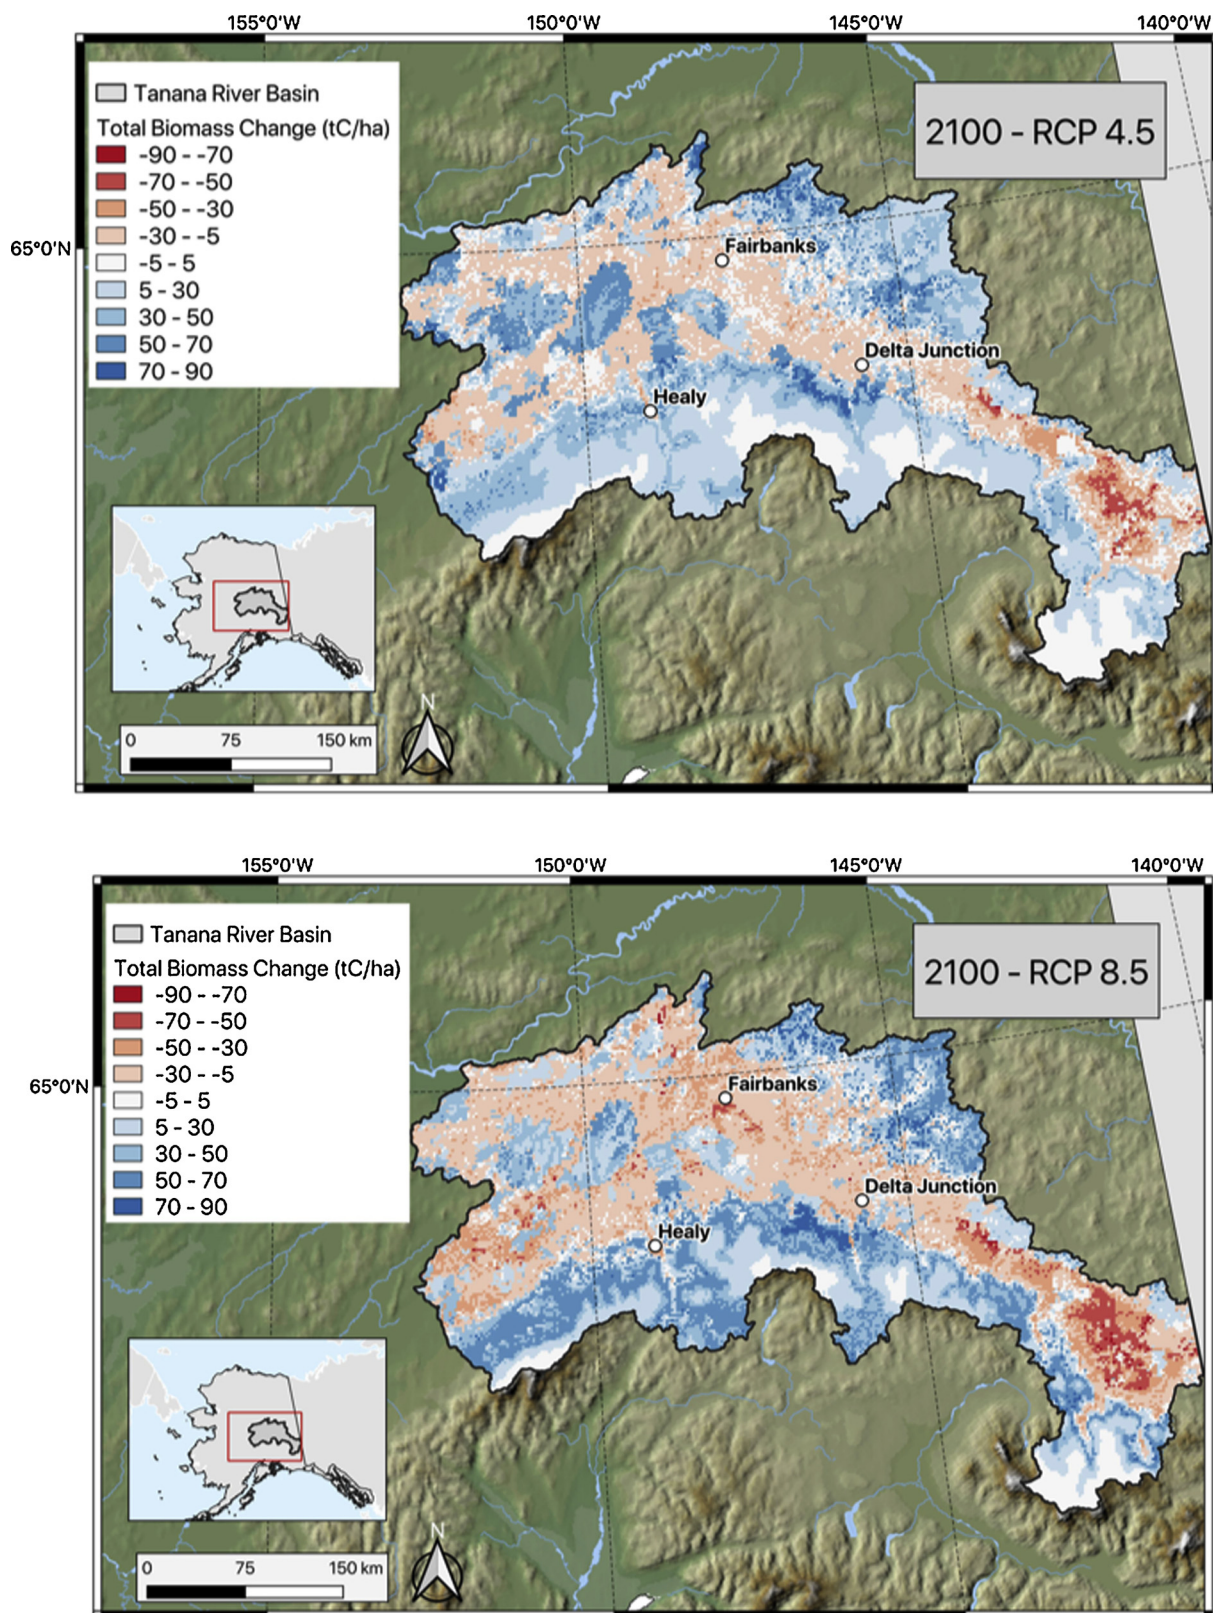 155°0'W 150°0'W 145°0'W 140°0'W
Tanana River Basin
Total Biomass Change (tC/ha)
-90 - -70
-70 - -50
-50 - -30
-30 - -5
-5 - 5
5 - 30
30 - 50
50 - 70
70 - 90
2100 - RCP 4.5
65°0'N
Fairbanks
Delta Junction
Healy
N
0 75 150 km
155°0'W 150°0'W 145°0'W 140°0'W
Tanana River Basin
Total Biomass Change (tC/ha)
-90 - -70
-70 - -50
-50 - -30
-30 - -5
-5 - 5
5 - 30
30 - 50
50 - 70
70 - 90
2100 - RCP 8.5
65°0'N
Fairbanks
Delta Junction
Healy
N
0 75 150 km